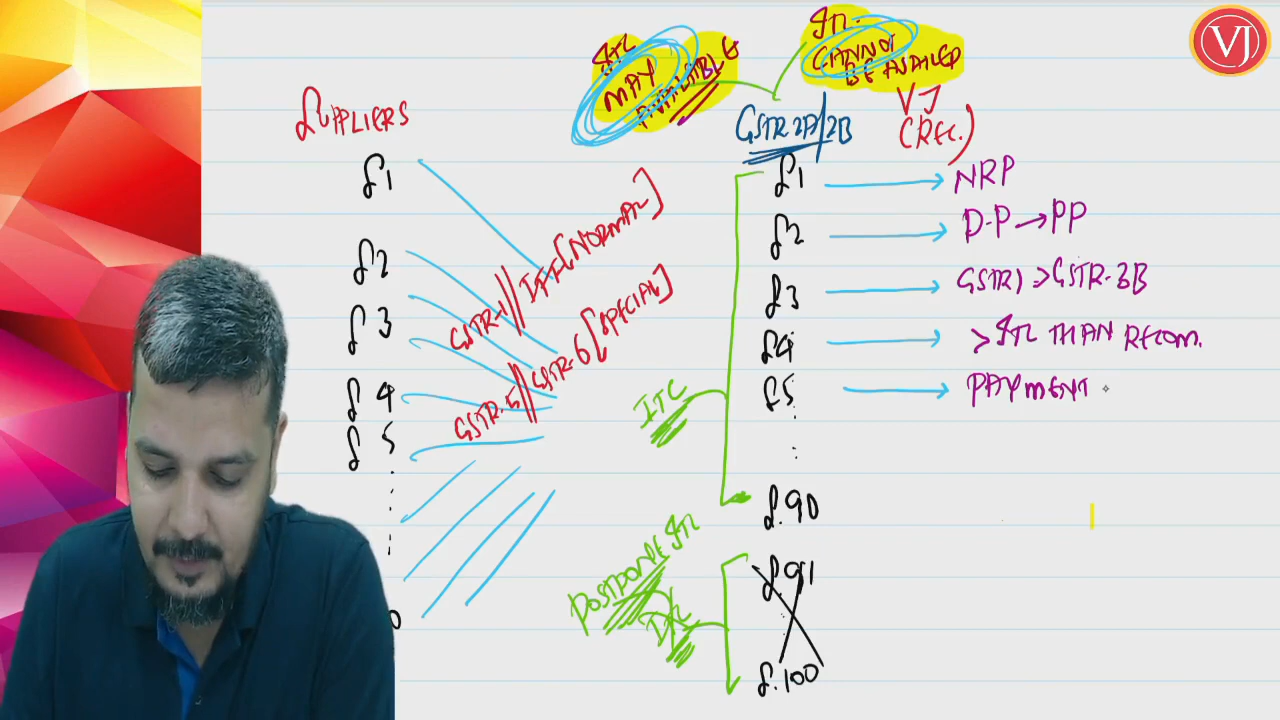 ITC MAY AVAILABLE
ITC CANNOT BE AVAILED
VJ
SUPPLIERS
GSTR 2A/2B
VJ (REC.)
S1
S2
S3
S4
S5
GSTR-1//IFF[NORMAL]
GSTR-5//GSTR-6[SPECIAL]
S1 → NRP
S2 → D-P → PP
S3 → GSTR1 > GSTR-3B
S4 → > ITC THAN RECOM.
S5 → PAYMENT
ITC
S.90
POSTPONE ITC
S.91
S.100